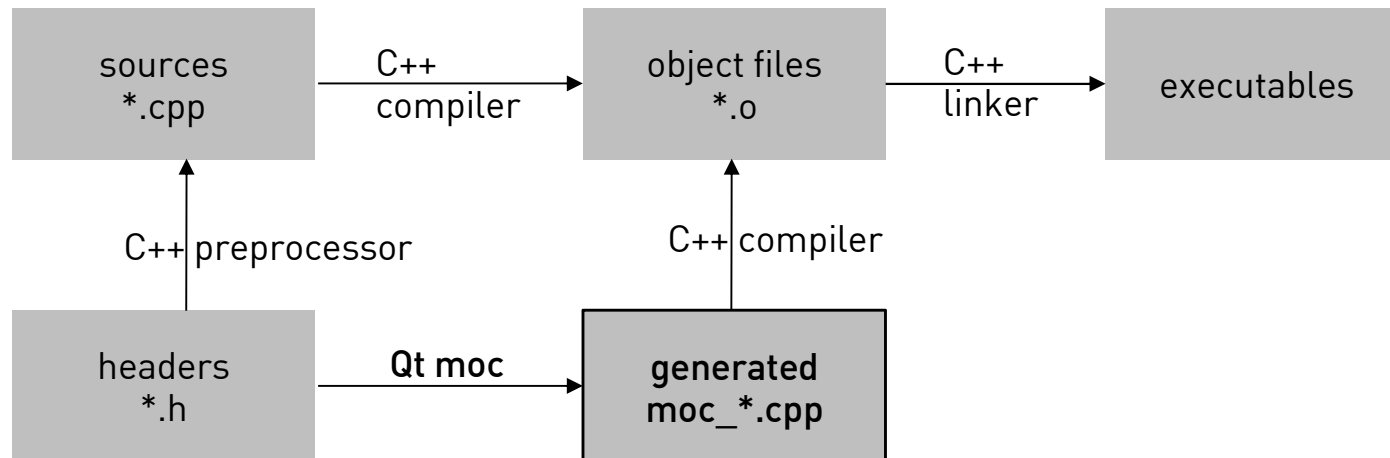 sources
*.cpp
C++
compiler
object files
*.o
C++
linker
executables
C++ preprocessor
C++ compiler
headers
*.h
Qt moc
generated
moc_*.cpp